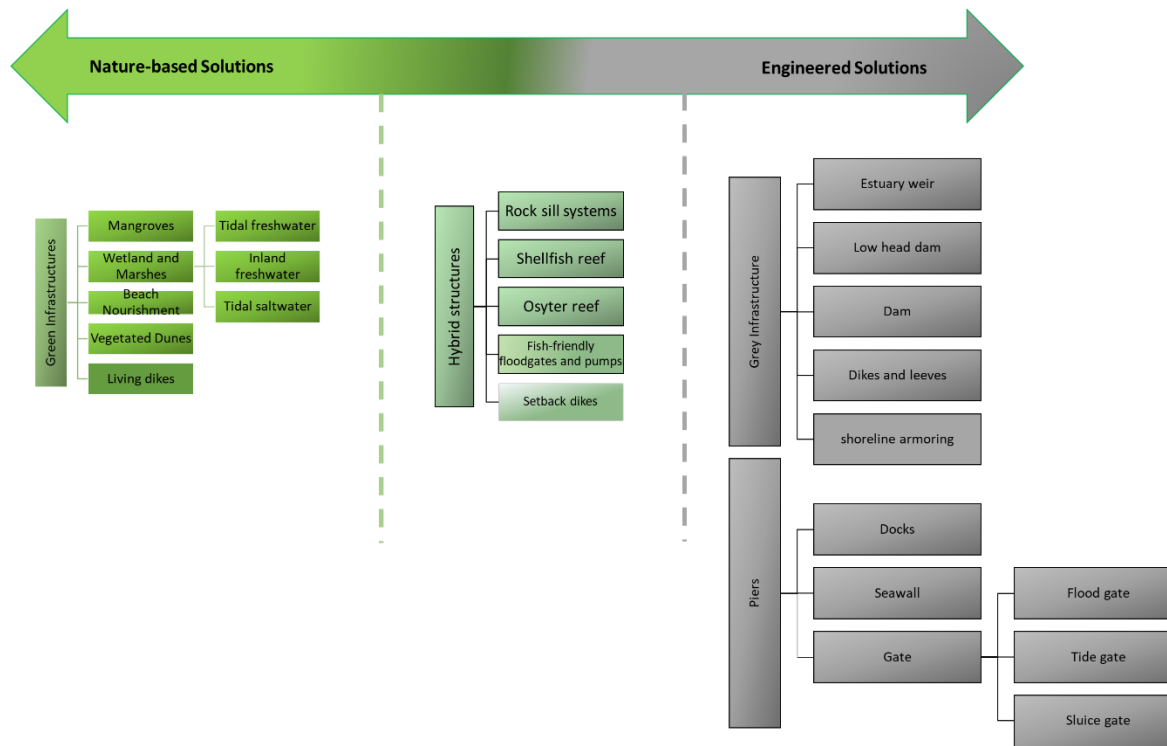 Nature-based Solutions
Engineered Solutions
Green Infrastructures
Mangroves
Wetland and
Marshes
Beach
Nourishment
Vegetated Dunes
Living dikes
Tidal freshwater
Inland
freshwater
Tidal saltwater
Hybrid structures
Rock sill systems
Shellfish reef
Osyter reef
Fish-friendly
floodgates and pumps
Setback dikes
Grey Infrastructure
Estuary weir
Low head dam
Dam
Dikes and leeves
shoreline armoring
Piers
Docks
Seawall
Gate
Flood gate
Tide gate
Sluice gate